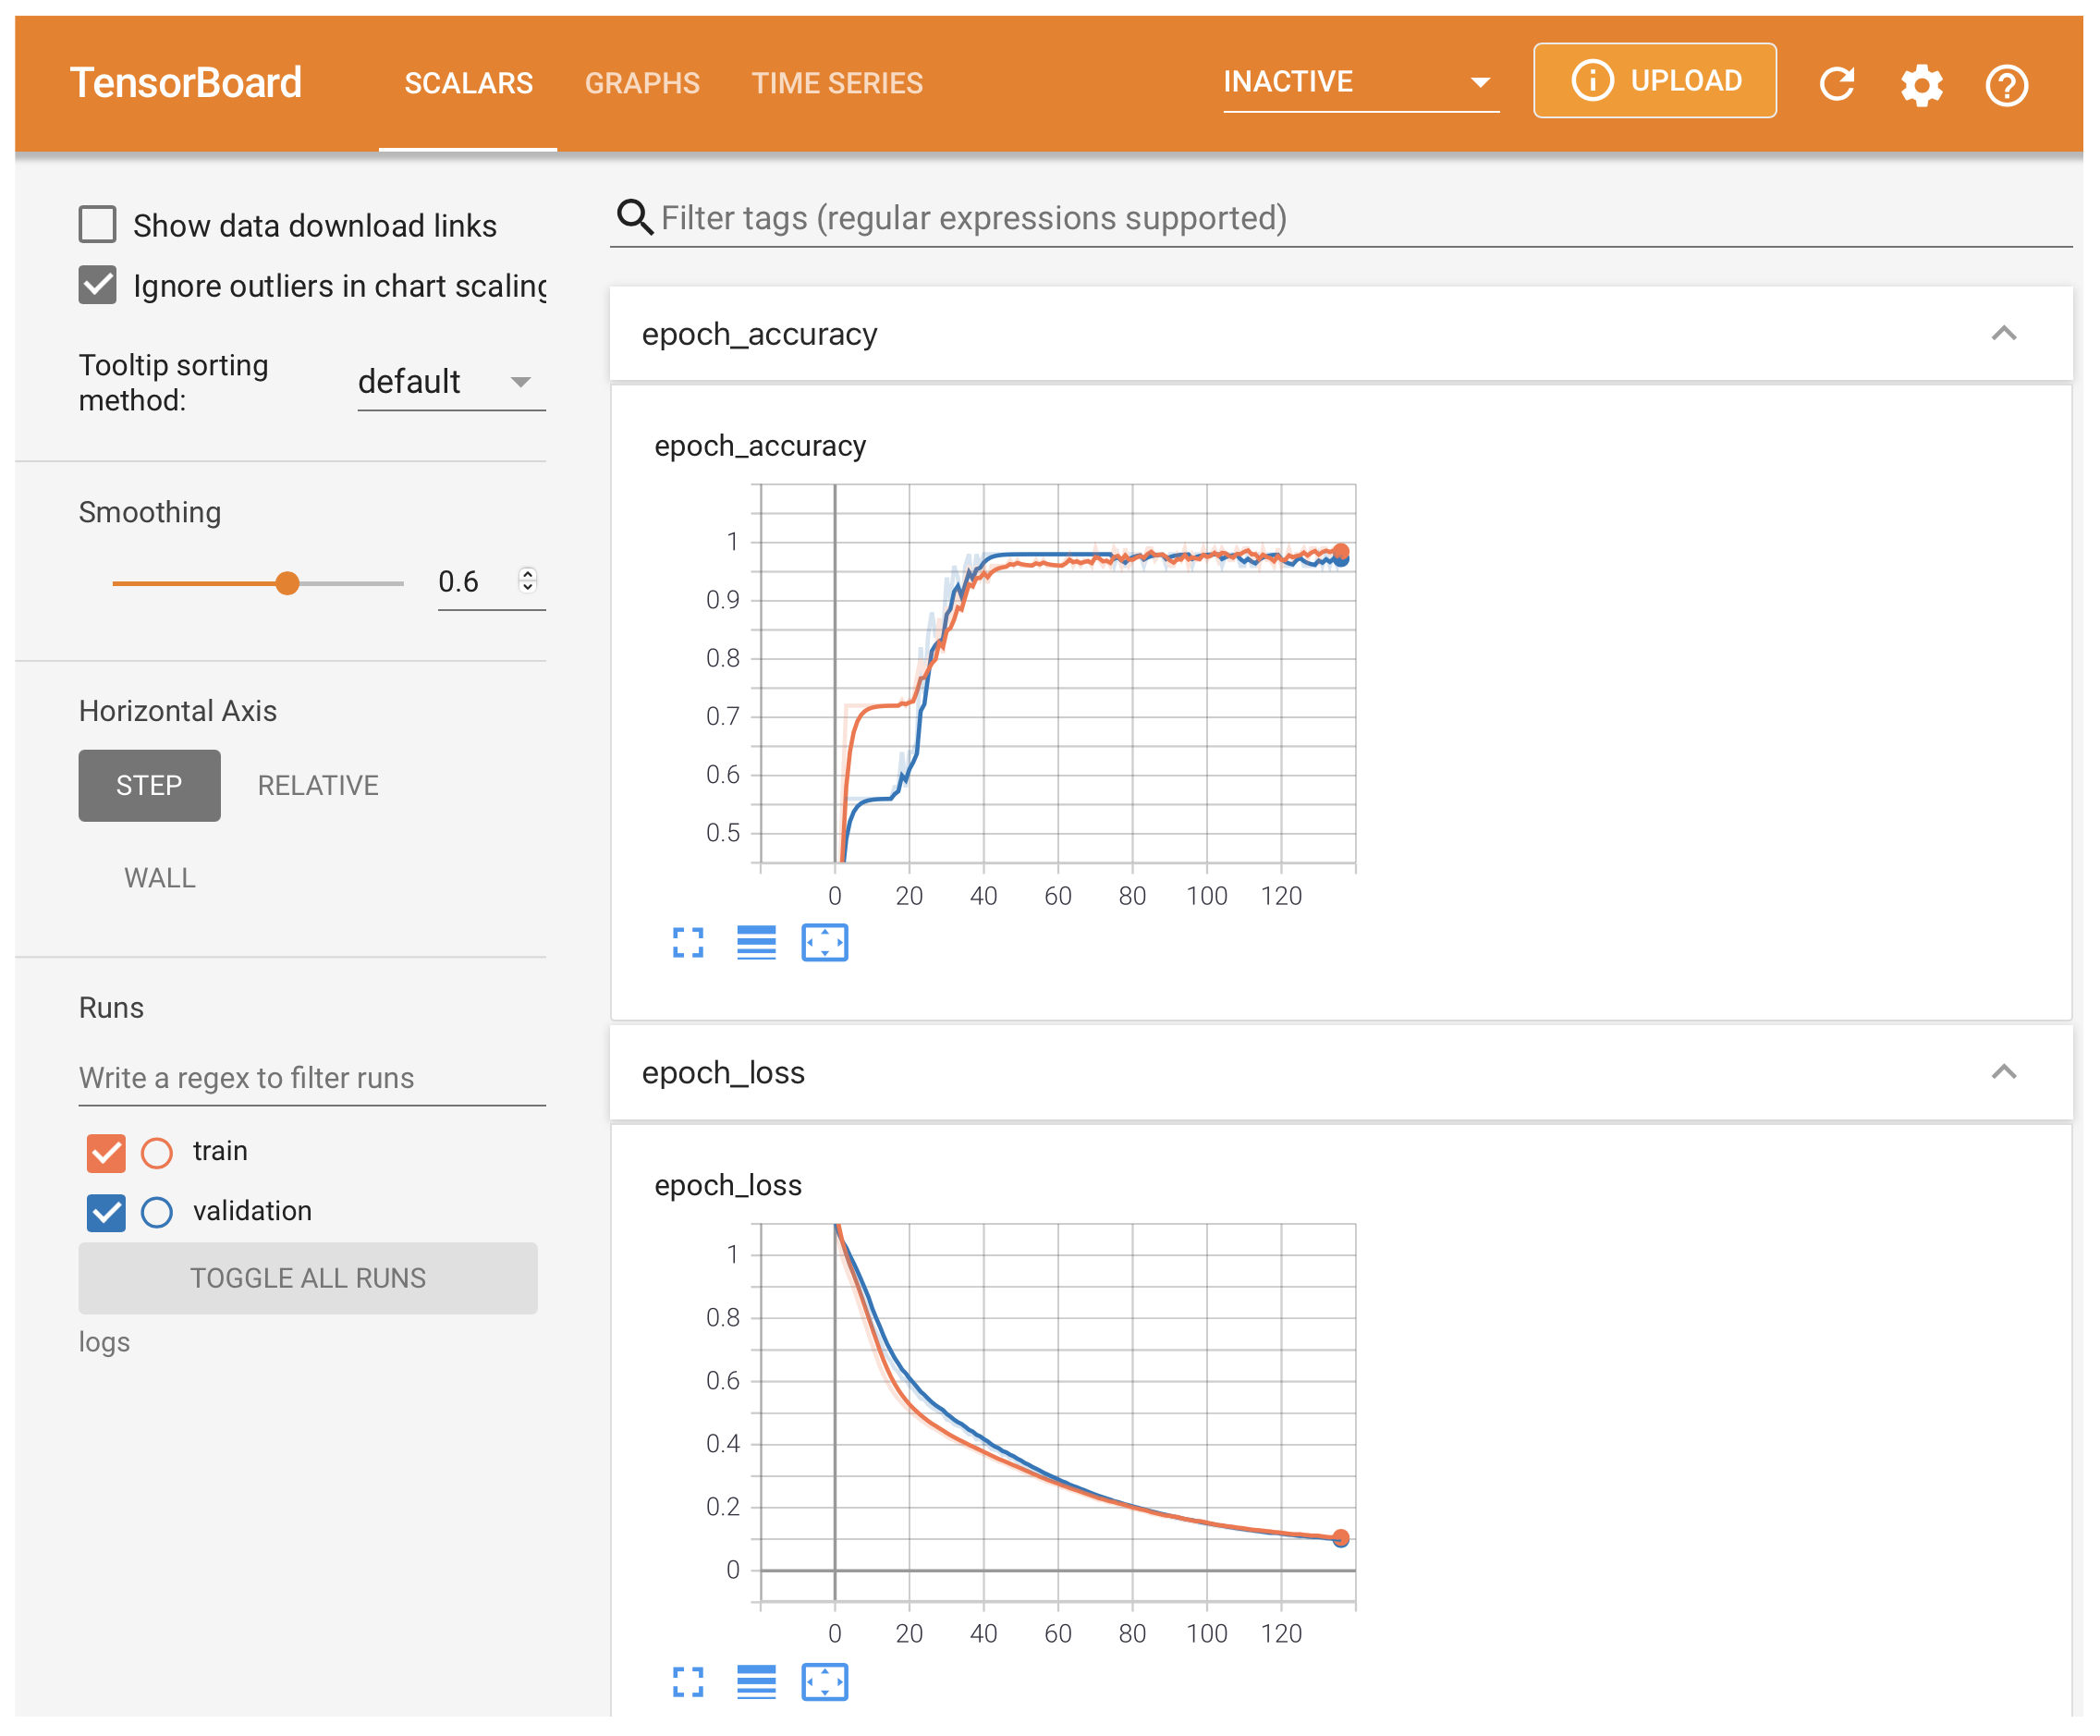 TensorBoard SCALARS GRAPHS TIME SERIES INACTIVE UPLOAD
Show data download links
Ignore outliers in chart scaling
Tooltip sorting
method:
default
Smoothing
0.6
Horizontal Axis
STEP RELATIVE
WALL
Runs
Write a regex to filter runs
train
validation
TOGGLE ALL RUNS
logs
Filter tags (regular expressions supported)
epoch_accuracy
epoch_accuracy
1
0.9
0.8
0.7
0.6
0.5
0 20 40 60 80 100 120
epoch_loss
epoch_loss
1
0.8
0.6
0.4
0.2
0
0 20 40 60 80 100 120